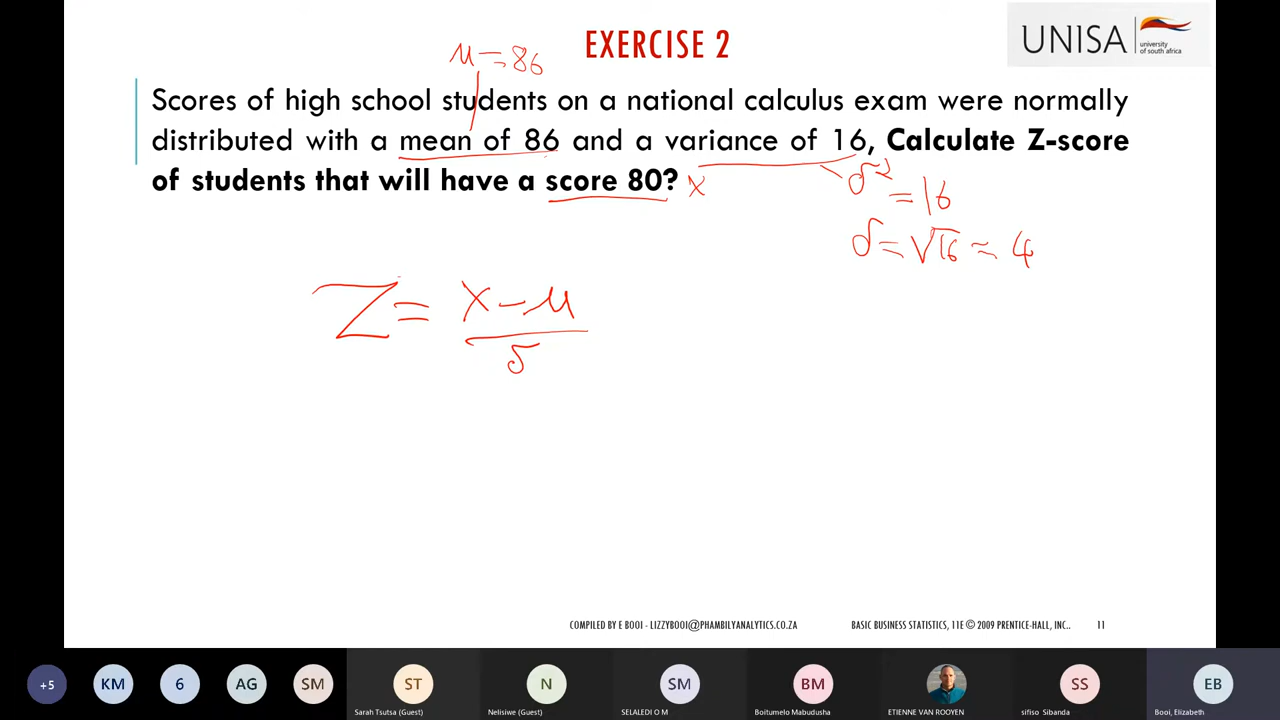 EXERCISE 2
UNISA
university
of south africa
μ = 86
Scores of high school students on a national calculus exam were normally
distributed with a mean of 86 and a variance of 16, Calculate Z-score
of students that will have a score 80? x
σ²
= 16
σ = √16 = 4
Z = x - μ
σ
COMPILED BY E BOOI - LIZZYBOOI@PHAMBILYANALYTICS.CO.ZA
BASIC BUSINESS STATISTICS, 11E © 2009 PRENTICE-HALL, INC..
11
+5
KM
6
AG
SM
ST
N
SM
BM
SS
EB
Sarah Tsutsa (Guest)
Nelisiwe (Guest)
SELALEDI O M
Boitumelo Mabudusha
ETIENNE VAN ROOYEN
sifiso Sibanda
Booi, Elizabeth